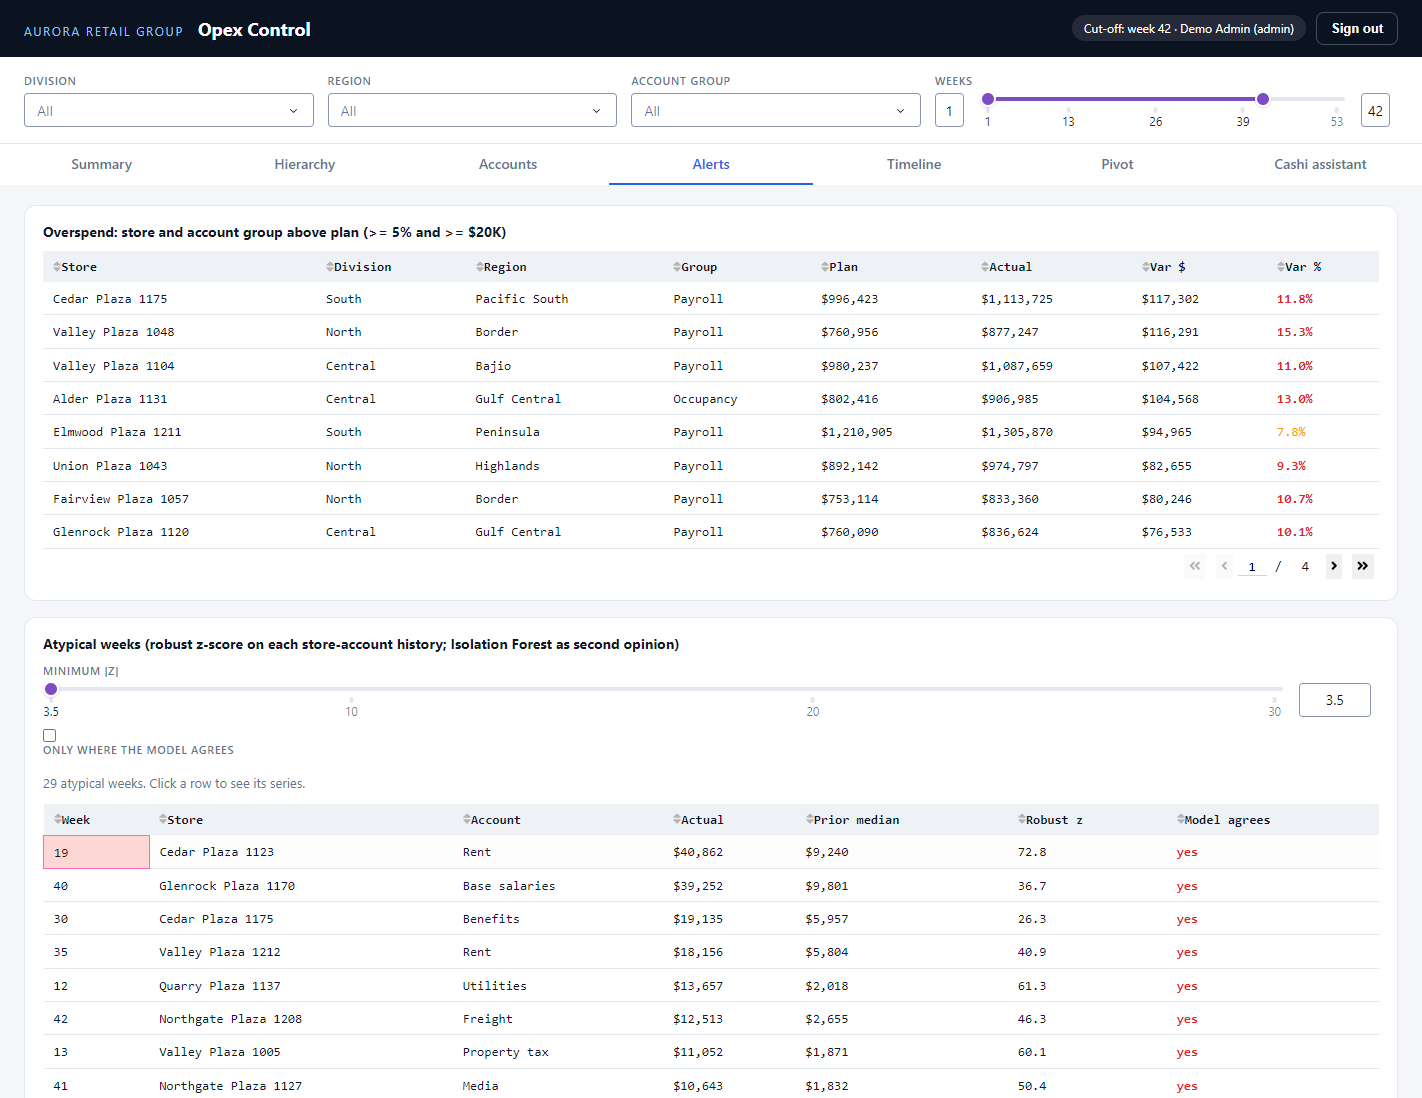 AURORA RETAIL GROUP Opex Control Cut-off: week 42 · Demo Admin (admin) Sign out
DIVISION REGION ACCOUNT GROUP WEEKS
All All All 1 42
1 13 26 39 53
Summary Hierarchy Accounts Alerts Timeline Pivot Cashi assistant
Overspend: store and account group above plan (>= 5% and >= $20K)
Store Division Region Group Plan Actual Var $ Var %
Cedar Plaza 1175 South Pacific South Payroll $996,423 $1,113,725 $117,302 11.8%
Valley Plaza 1048 North Border Payroll $760,956 $877,247 $116,291 15.3%
Valley Plaza 1104 Central Bajio Payroll $980,237 $1,087,659 $107,422 11.0%
Alder Plaza 1131 Central Gulf Central Occupancy $802,416 $906,985 $104,568 13.0%
Elmwood Plaza 1211 South Peninsula Payroll $1,210,905 $1,305,870 $94,965 7.8%
Union Plaza 1043 North Highlands Payroll $892,142 $974,797 $82,655 9.3%
Fairview Plaza 1057 North Border Payroll $753,114 $833,360 $80,246 10.7%
Glenrock Plaza 1120 Central Gulf Central Payroll $760,090 $836,624 $76,533 10.1%
1 / 4
Atypical weeks (robust z-score on each store-account history; Isolation Forest as second opinion)
MINIMUM |Z|
3.5
3.5 10 20 30
ONLY WHERE THE MODEL AGREES
29 atypical weeks. Click a row to see its series.
Week Store Account Actual Prior median Robust z Model agrees
19 Cedar Plaza 1123 Rent $40,862 $9,240 72.8 yes
40 Glenrock Plaza 1170 Base salaries $39,252 $9,801 36.7 yes
30 Cedar Plaza 1175 Benefits $19,135 $5,957 26.3 yes
35 Valley Plaza 1212 Rent $18,156 $5,804 40.9 yes
12 Quarry Plaza 1137 Utilities $13,657 $2,018 61.3 yes
42 Northgate Plaza 1208 Freight $12,513 $2,655 46.3 yes
13 Valley Plaza 1005 Property tax $11,052 $1,871 60.1 yes
41 Northgate Plaza 1127 Media $10,643 $1,832 50.4 yes